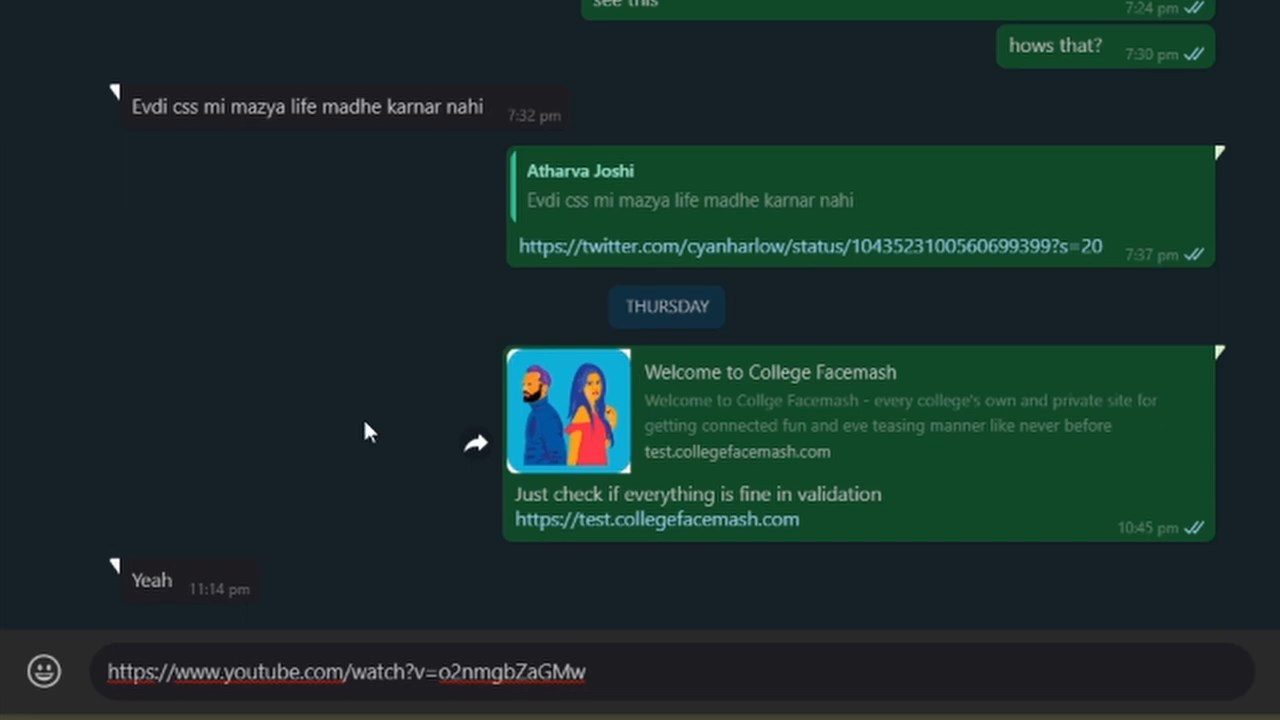 see this
7:24 pm
hows that?
7:30 pm
Evdi css mi mazya life madhe karnar nahi
7:32 pm
Atharva Joshi
Evdi css mi mazya life madhe karnar nahi
https://twitter.com/cyanharlow/status/1043523100560699399?s=20
7:37 pm
THURSDAY
Welcome to College Facemash
Welcome to Collge Facemash - every college's own and private site for
getting connected fun and eve teasing manner like never before
test.collegefacemash.com
Just check if everything is fine in validation
https://test.collegefacemash.com
10:45 pm
Yeah
11:14 pm
https://www.youtube.com/watch?v=o2nmgbZaGMw